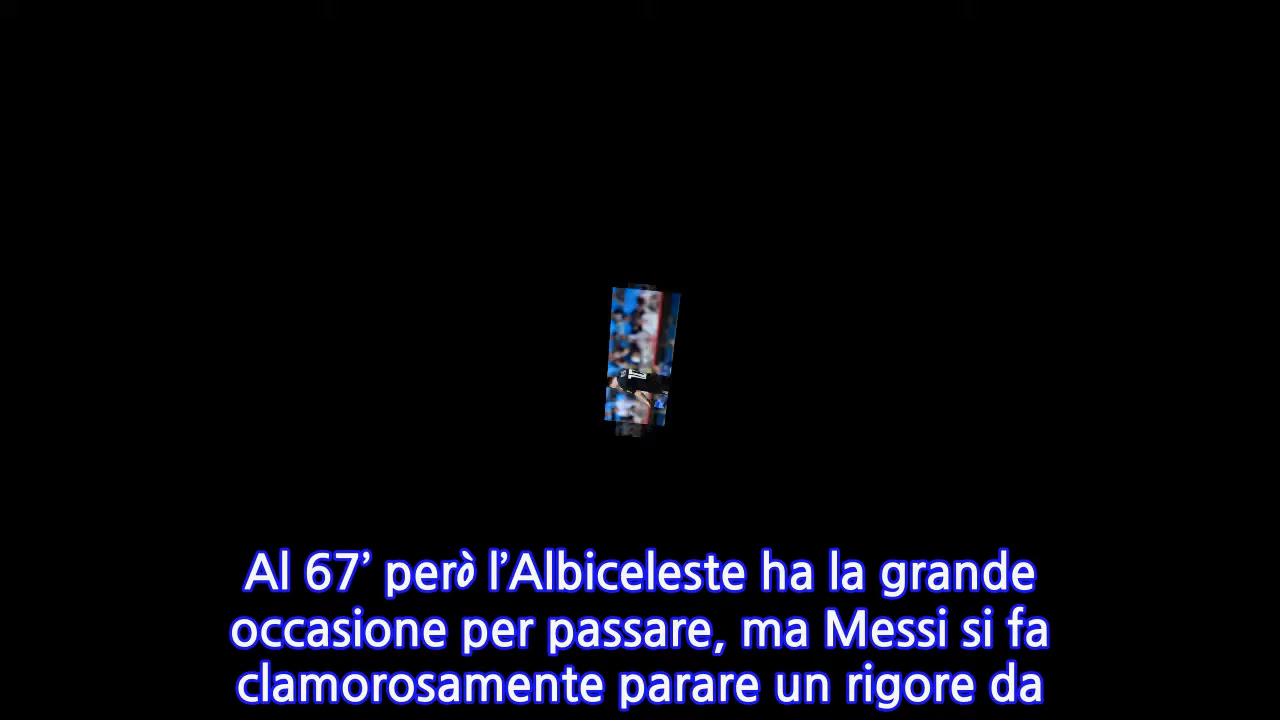 Al 67’ però l’Albiceleste ha la grande
occasione per passare, ma Messi si fa
clamorosamente parare un rigore da